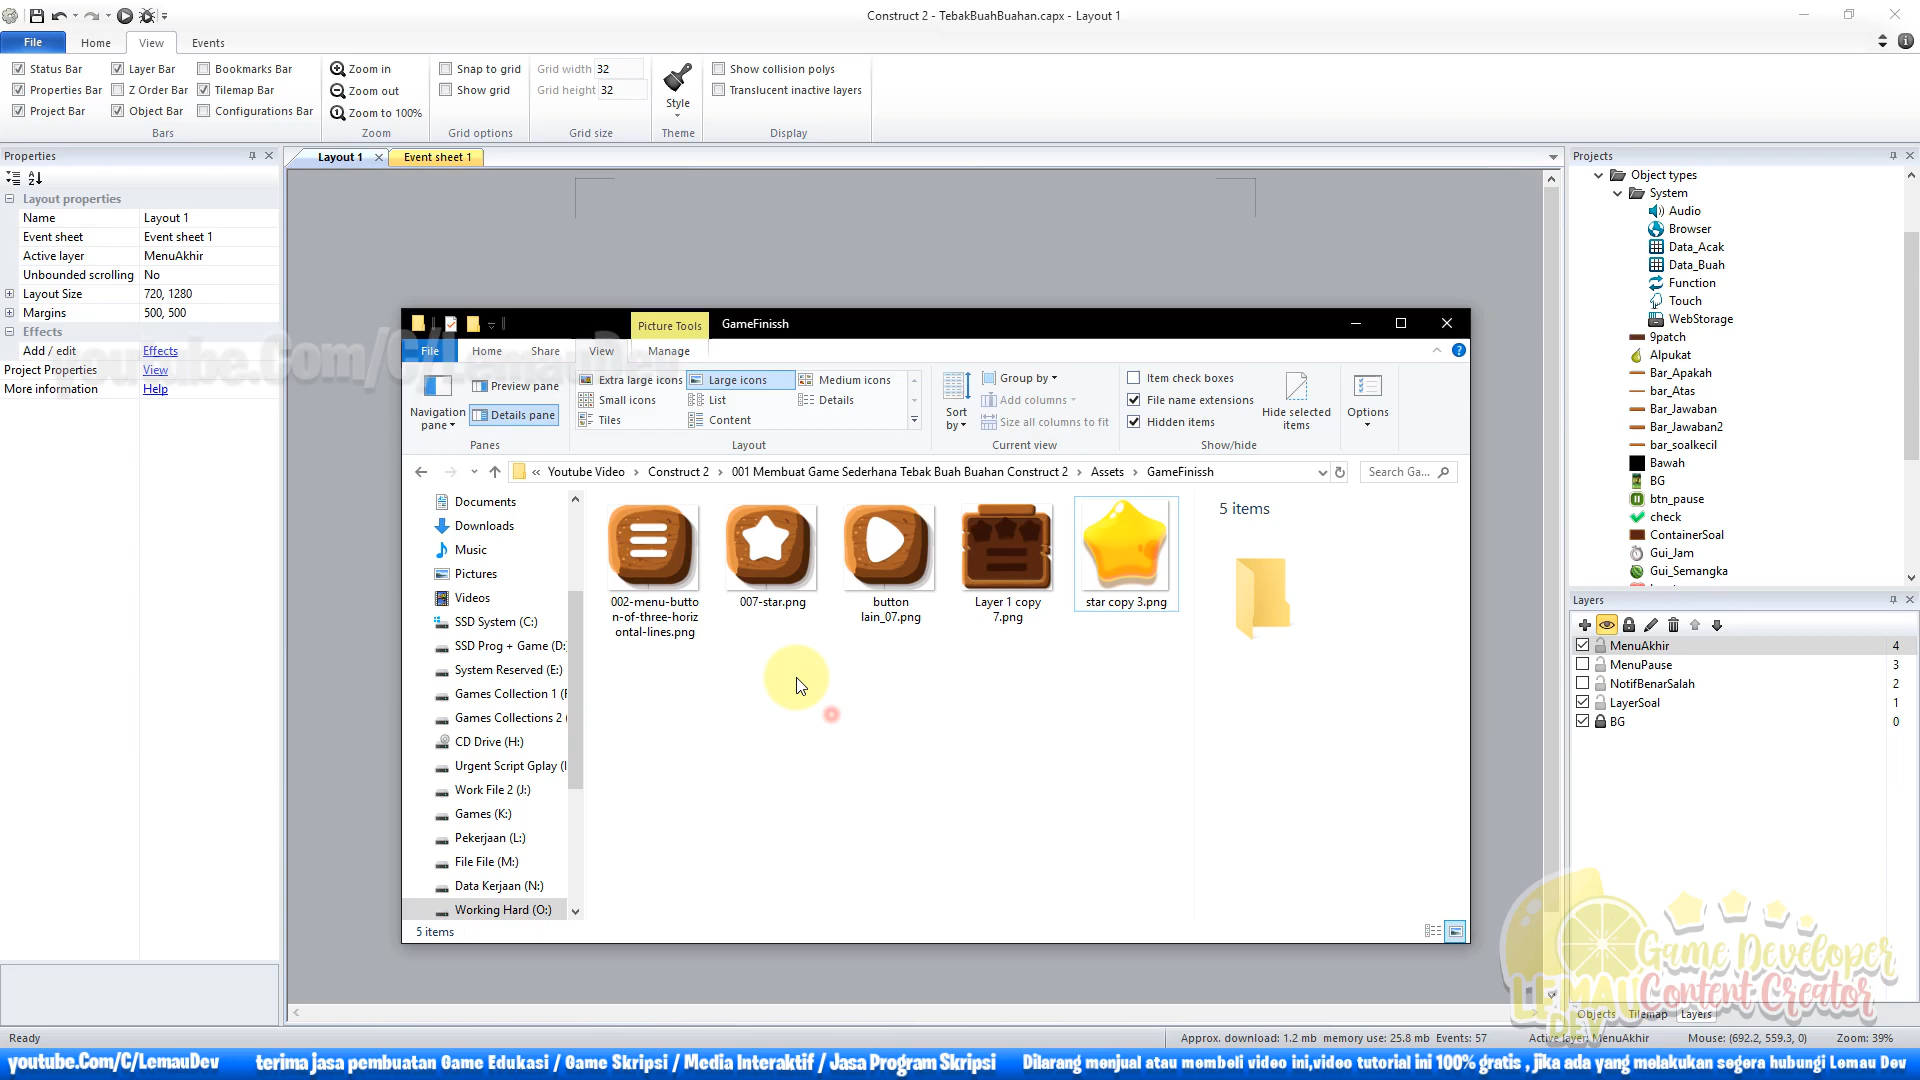 Construct 2 - TebakBuahBuahan.capx - Layout 1
File
Home
View
Events
Status Bar
Layer Bar
Bookmarks Bar
Properties Bar
Z Order Bar
Tilemap Bar
Project Bar
Object Bar
Configurations Bar
Bars
Zoom in
Zoom out
Zoom to 100%
Zoom
Snap to grid
Show grid
Grid options
Grid width 32
Grid height 32
Grid size
Style
Theme
Show collision polys
Translucent inactive layers
Display
Properties
Layout properties
Name Layout 1
Event sheet Event sheet 1
Active layer MenuAkhir
Unbounded scrolling No
Layout Size 720, 1280
Margins 500, 500
Effects
Add / edit Effects
Project Properties View
More information Help
Layout 1
Event sheet 1
Youtube.Com/C/LemauDev
Picture Tools
GameFinissh
File
Home
Share
View
Manage
Navigation pane
Preview pane
Details pane
Panes
Extra large icons
Large icons
Medium icons
Small icons
List
Details
Tiles
Content
Layout
Sort by
Group by
Add columns
Size all columns to fit
Current view
Item check boxes
File name extensions
Hidden items
Hide selected items
Show/hide
Options
« Youtube Video > Construct 2 > 001 Membuat Game Sederhana Tebak Buah Buahan Construct 2 > Assets > GameFinissh
Search Ga...
Documents
Downloads
Music
Pictures
Videos
SSD System (C:)
SSD Prog + Game (D:
System Reserved (E:)
Games Collection 1 (F
Games Collections 2 (
CD Drive (H:)
Urgent Script Gplay (I
Work File 2 (J:)
Games (K:)
Pekerjaan (L:)
File File (M:)
Data Kerjaan (N:)
Working Hard (O:)
002-menu-butto
n-of-three-horiz
ontal-lines.png
007-star.png
button
lain_07.png
Layer 1 copy
7.png
star copy 3.png
5 items
5 items
Projects
Object types
System
Audio
Browser
Data_Acak
Data_Buah
Function
Touch
WebStorage
9patch
Alpukat
Bar_Apakah
bar_Atas
Bar_Jawaban
Bar_Jawaban2
bar_soalkecil
Bawah
BG
btn_pause
check
ContainerSoal
Gui_Jam
Gui_Semangka
Layers
MenuAkhir 4
MenuPause 3
NotifBenarSalah 2
LayerSoal 1
BG 0
LEMAU DEV
Game Developer
Content Creator
Objects
Tilemap
Layers
Ready
Approx. download: 1.2 mb memory use: 25.8 mb Events: 57
Active layer: MenuAkhir
Mouse: (692.2, 559.3, 0)
Zoom: 39%
youtube.Com/C/LemauDev
terima jasa pembuatan Game Edukasi / Game Skripsi / Media Interaktif / Jasa Program Skripsi
Dilarang menjual atau membeli video ini,video tutorial ini 100% gratis , jika ada yang melakukan segera hubungi Lemau Dev